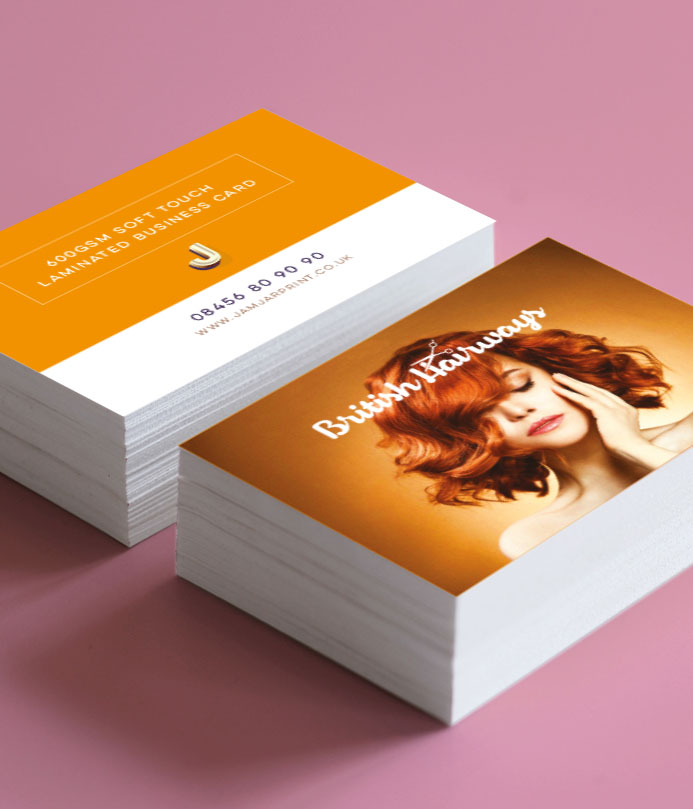 600GSM SOFT TOUCH
LAMINATED BUSINESS CARD
J
08456 80 90 90
WWW.JAMJARPRINT.CO.UK
British Hairways